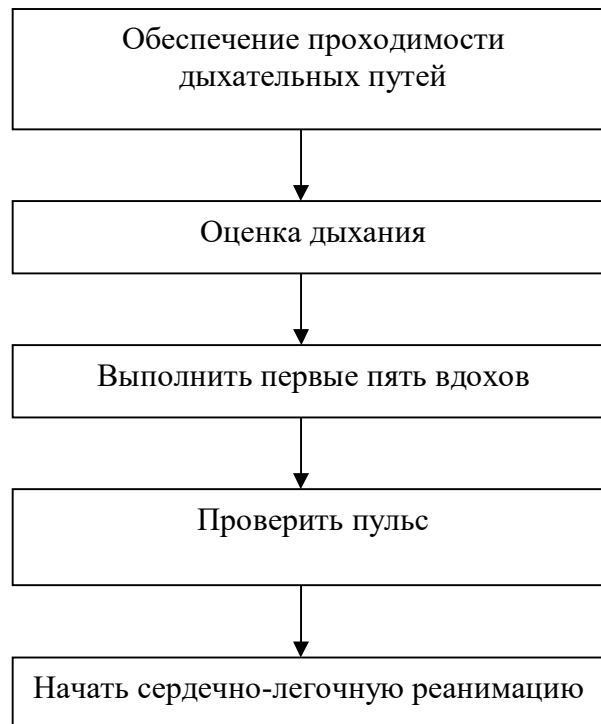 Обеспечение проходимости
дыхательных путей
Оценка дыхания
Выполнить первые пять вдохов
Проверить пульс
Начать сердечно-легочную реанимацию